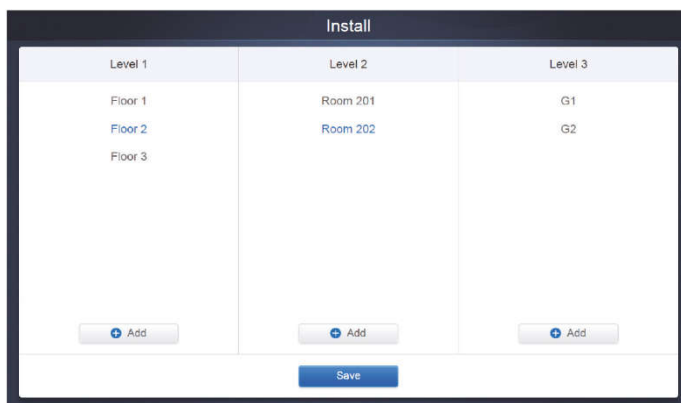 Install
Level 1 Level 2 Level 3
Floor 1 Room 201 G1
Floor 2 Room 202 G2
Floor 3
Add Add Add
Save